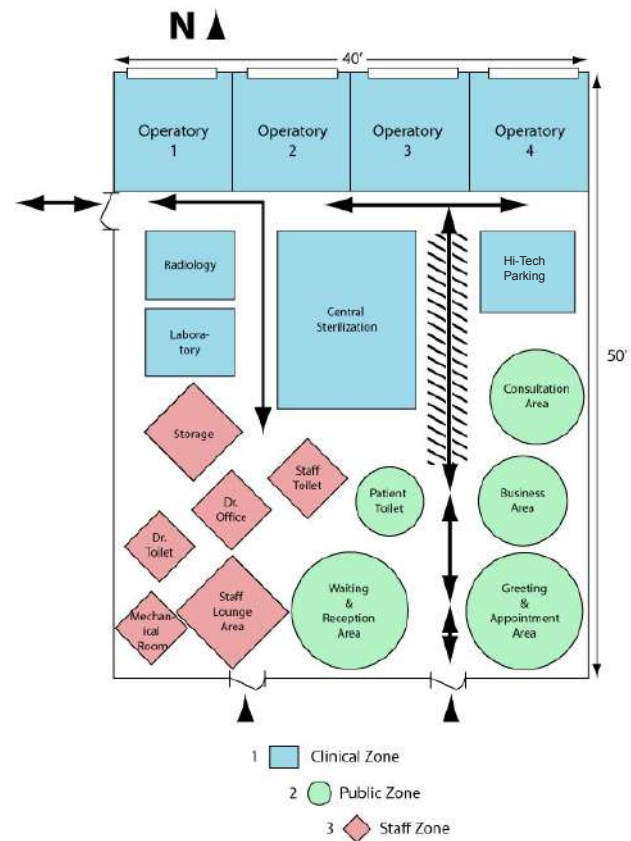 N
40'
Operatory
1
Operatory
2
Operatory
3
Operatory
4
Radiology
Central
Sterilization
Hi-Tech
Parking
Labora-
tory
50'
Consultation
Area
Storage
Staff
Toilet
Dr.
Office
Patient
Toilet
Business
Area
Dr.
Toilet
Mechan-
ical
Room
Staff
Lounge
Area
Waiting
&
Reception
Area
Greeting
&
Appointment
Area
1 Clinical Zone
2 Public Zone
3 Staff Zone